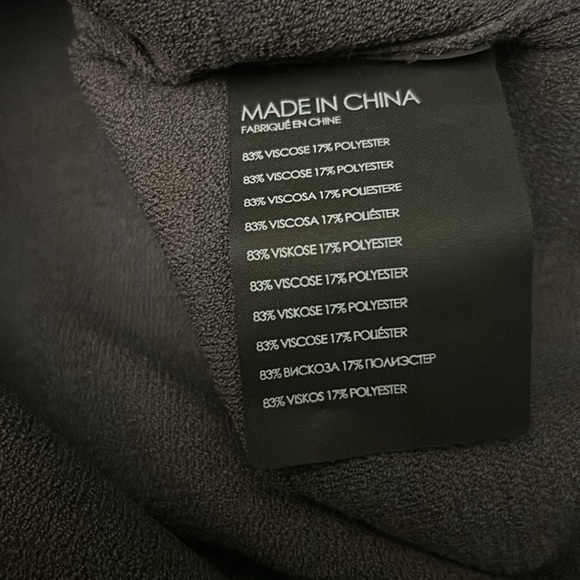 MADE IN CHINA
FABRIQUÉ EN CHINE
83% VISCOSE 17% POLYESTER
83% VISCOSE 17% POLYESTER
83% VISCOSA 17% POLIESTERE
83% VISCOSA 17% POLIÉSTER
83% VISKOSE 17% POLYESTER
83% VISCOSE 17% POLYESTER
83% VISKOSE 17% POLYESTER
83% VISCOSE 17% POLIÉSTER
83% ВИСКОЗА 17% ПОЛИЭСТЕР
83% VISKOS 17% POLYESTER